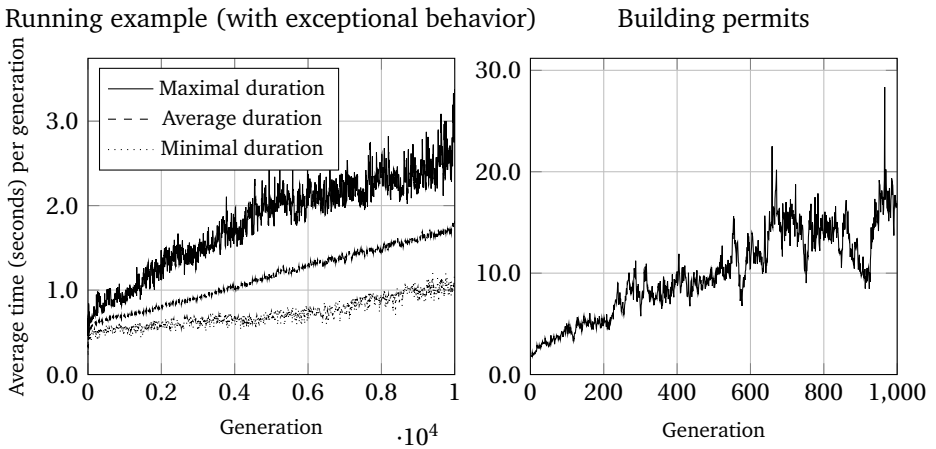 Running example (with exceptional behavior)
Average time (seconds) per generation
Maximal duration
Average duration
Minimal duration
3.0
2.0
1.0
0.0
0 0.2 0.4 0.6 0.8 1
Generation
·10⁴
Building permits
30.0
20.0
10.0
0.0
0 200 400 600 800 1,000
Generation